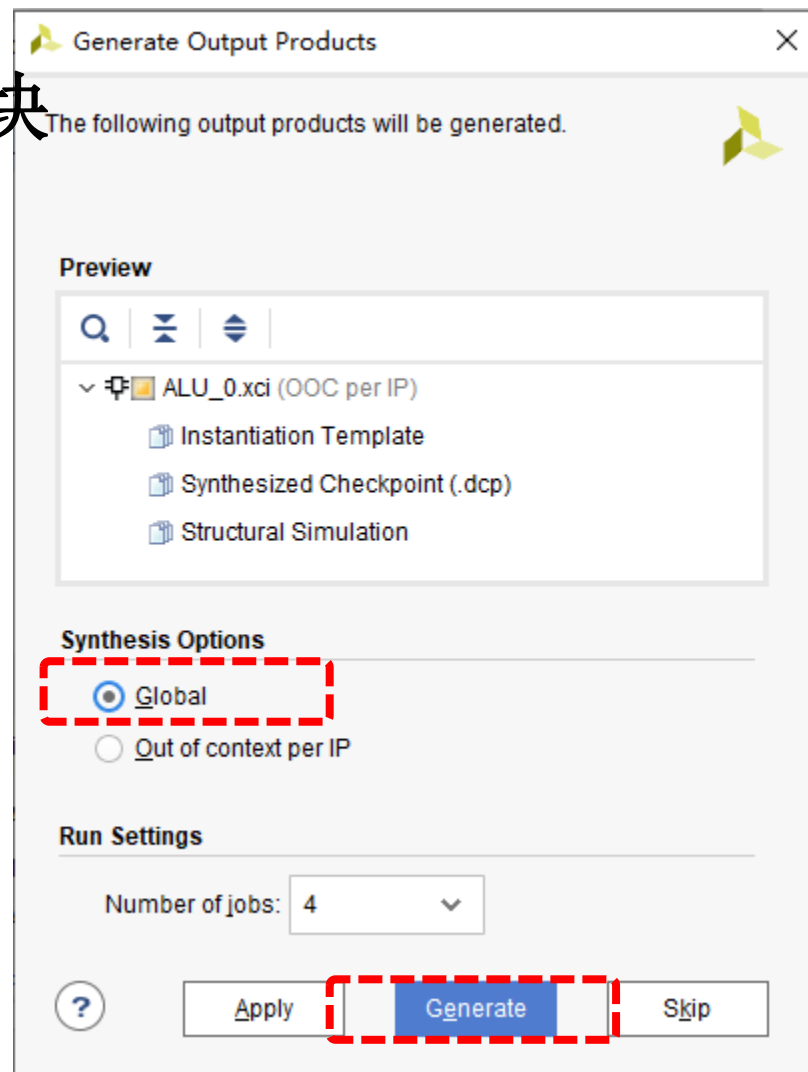 Generate Output Products
块
The following output products will be generated.
Preview
ALU_0.xci (OOC per IP)
Instantiation Template
Synthesized Checkpoint (.dcp)
Structural Simulation
Synthesis Options
Global
Out of context per IP
Run Settings
Number of jobs: 4
? Apply Generate Skip